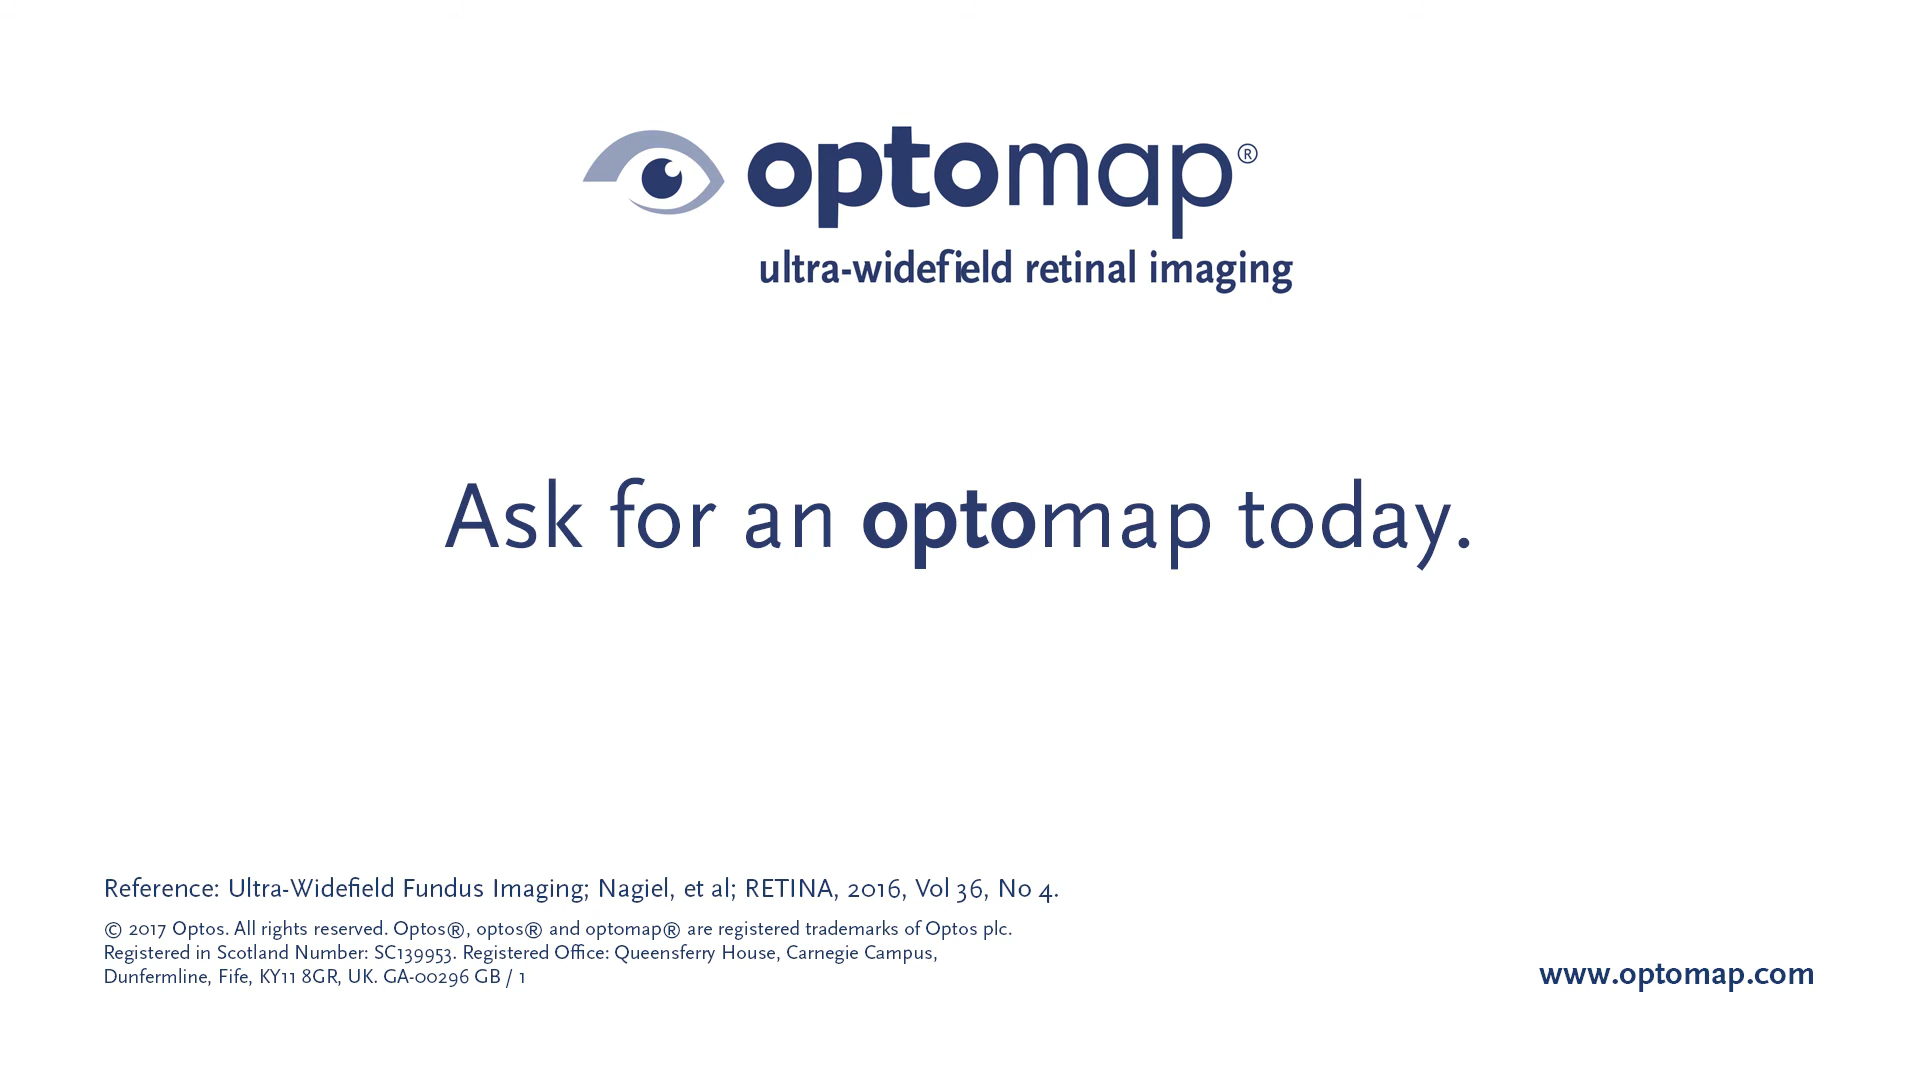 optomap®
ultra-widefield retinal imaging
Ask for an optomap today.
Reference: Ultra-Widefield Fundus Imaging; Nagiel, et al; RETINA, 2016, Vol 36, No 4.
© 2017 Optos. All rights reserved. Optos®, optos® and optomap® are registered trademarks of Optos plc.
Registered in Scotland Number: SC139953. Registered Office: Queensferry House, Carnegie Campus,
Dunfermline, Fife, KY11 8GR, UK. GA-00296 GB / 1
www.optomap.com